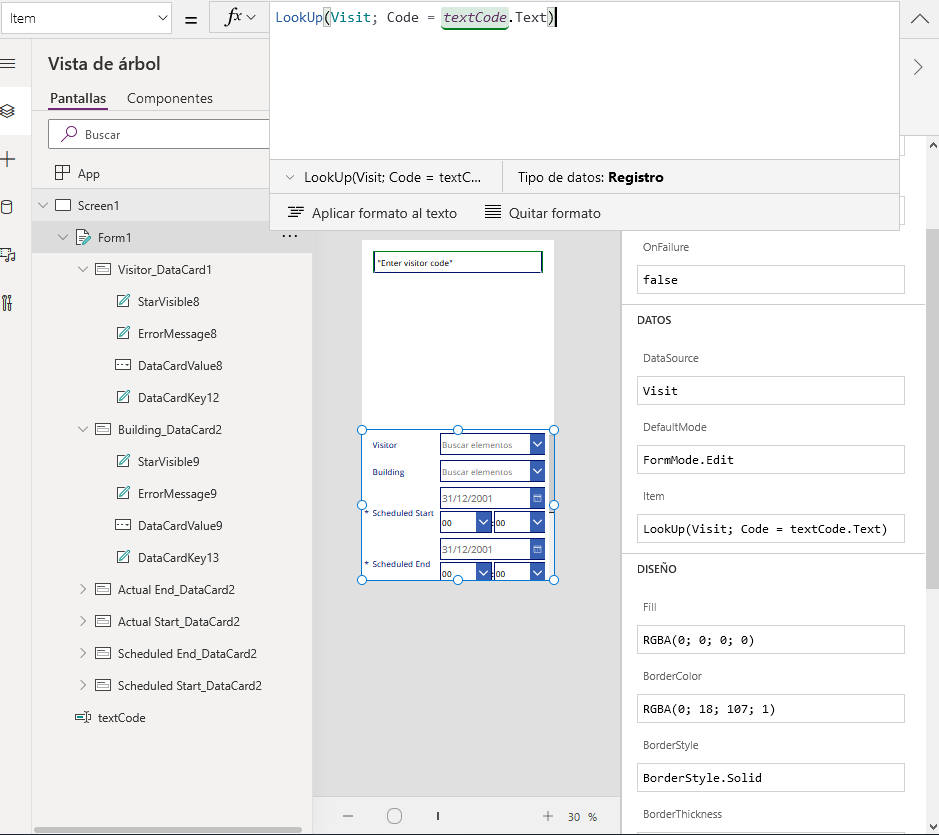 Item
=
fx
LookUp(Visit; Code = textCode.Text)
Vista de árbol
Pantallas
Componentes
Buscar
App
Screen1
Form1
...
Visitor_DataCard1
StarVisible8
ErrorMessage8
DataCardValue8
DataCardKey12
Building_DataCard2
StarVisible9
ErrorMessage9
DataCardValue9
DataCardKey13
Actual End_DataCard2
Actual Start_DataCard2
Scheduled End_DataCard2
Scheduled Start_DataCard2
textCode
LookUp(Visit; Code = textC...
Tipo de datos: Registro
Aplicar formato al texto
Quitar formato
"Enter visitor code"
Visitor
Buscar elementos
Building
Buscar elementos
31/12/2001
* Scheduled Start
00
:
00
31/12/2001
* Scheduled End
00
:
00
30 %
OnFailure
false
DATOS
DataSource
Visit
DefaultMode
FormMode.Edit
Item
LookUp(Visit; Code = textCode.Text)
DISEÑO
Fill
RGBA(0; 0; 0; 0)
BorderColor
RGBA(0; 18; 107; 1)
BorderStyle
BorderStyle.Solid
BorderThickness